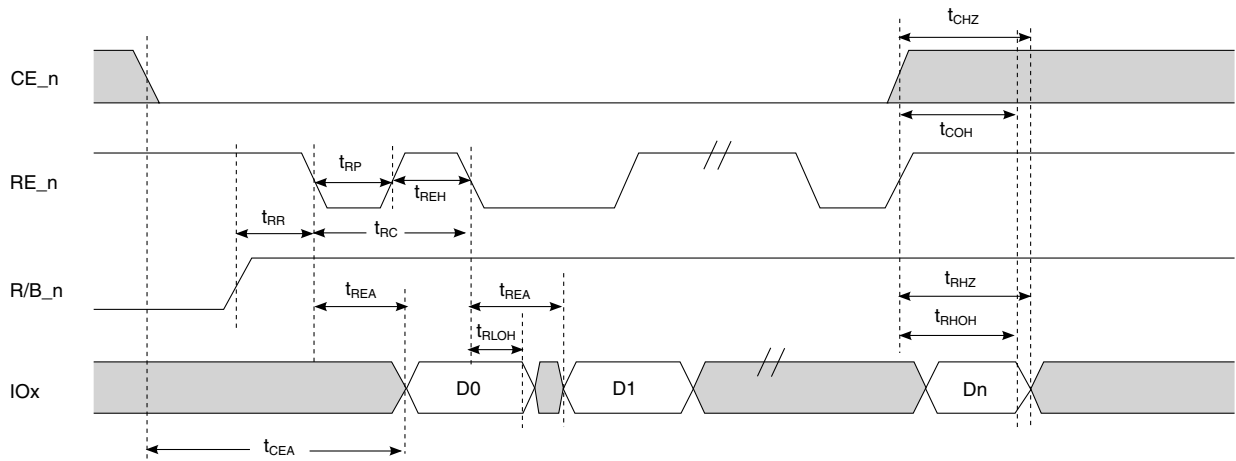 tCHZ
CE_n
tCOH
RE_n
tRP
tREH
tRR
tRC
R/B_n
tREA
tREA
tRHZ
tRLOH
tRHOH
IOx
D0
D1
Dn
tCEA